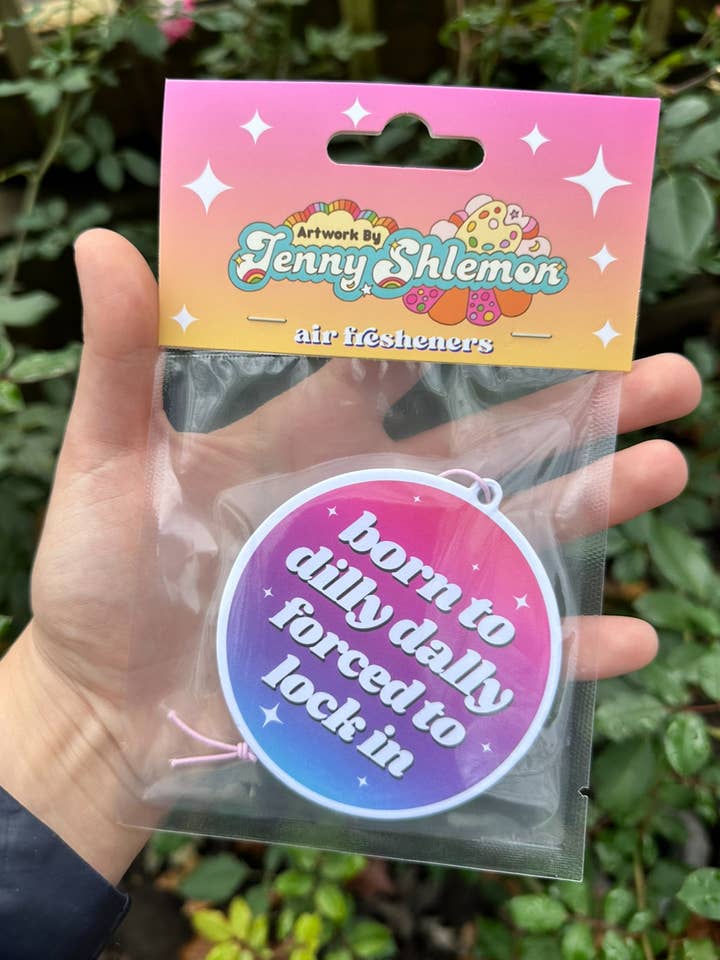 Artwork By
Jenny Shlemon
air fresheners
born to
dilly dally
forced to
lock in